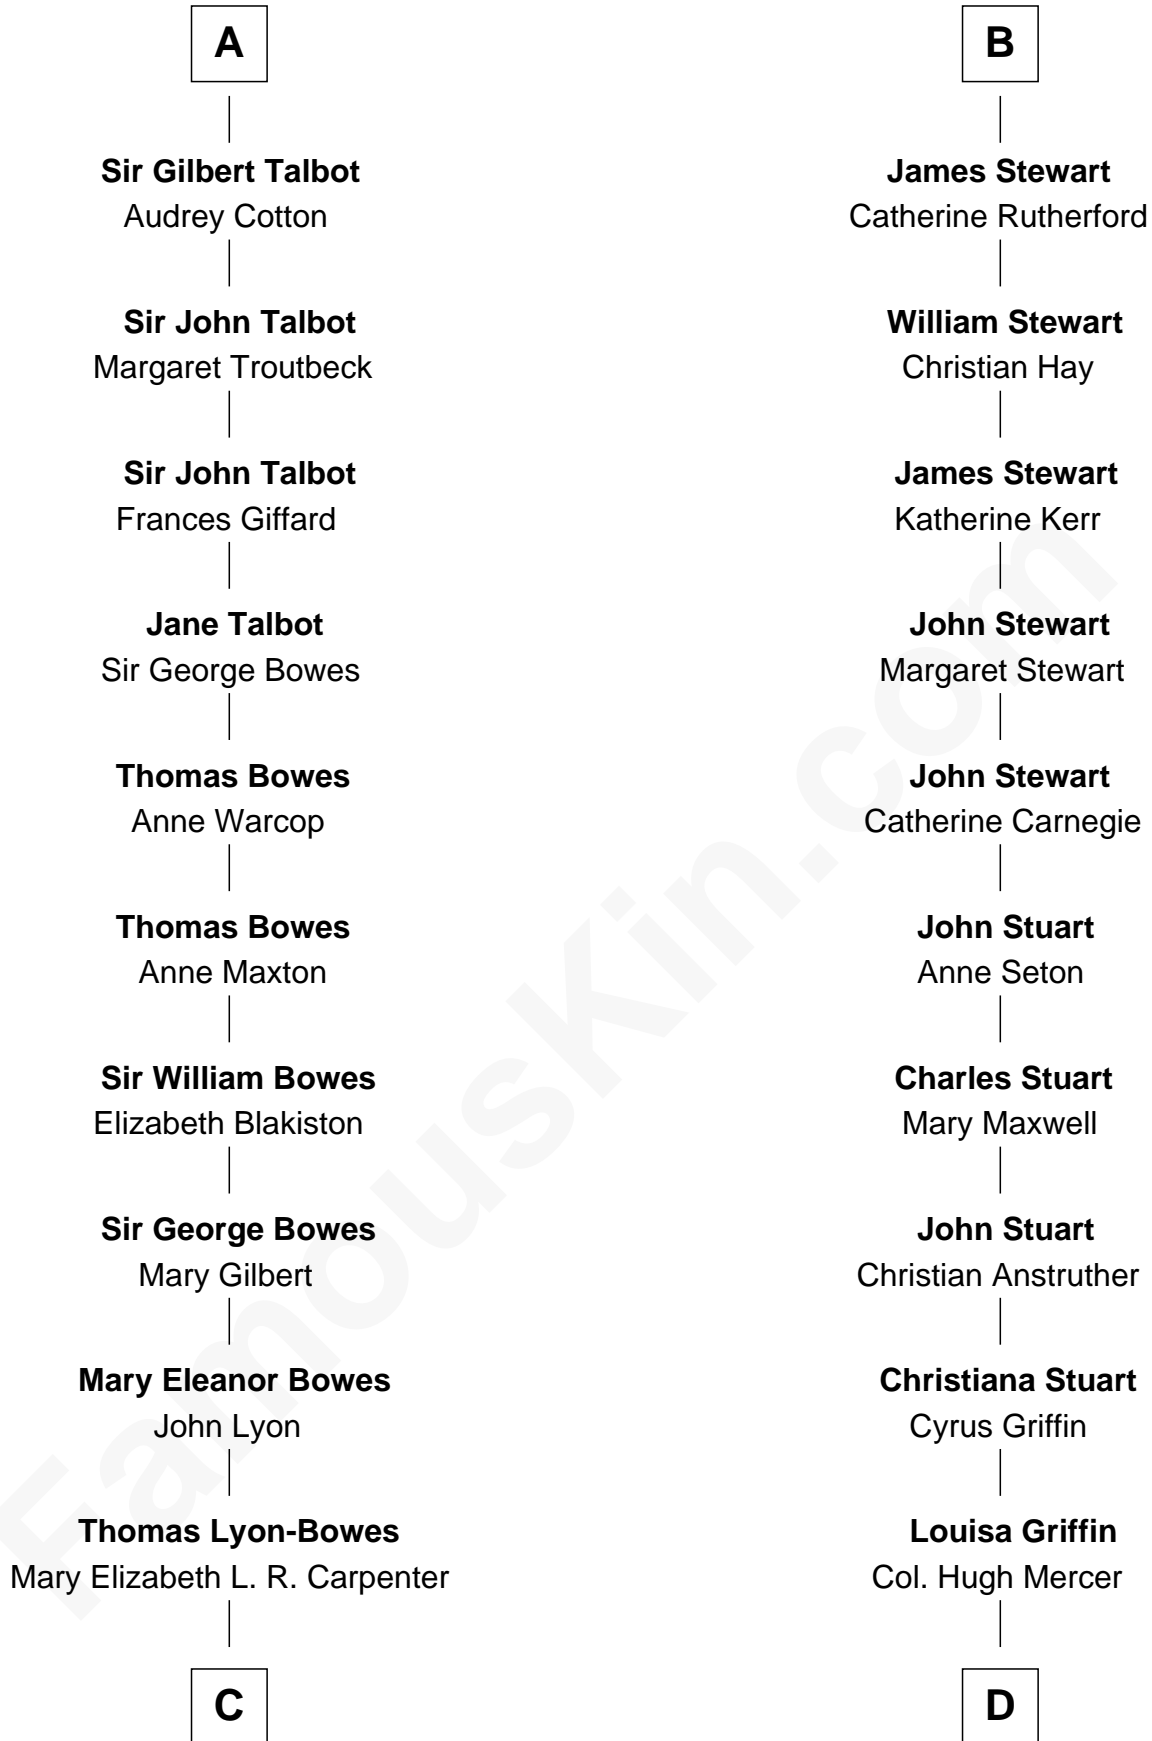 A
Sir Gilbert Talbot
Audrey Cotton
Sir John Talbot
Margaret Troutbeck
Sir John Talbot
Frances Giffard
Jane Talbot
Sir George Bowes
Thomas Bowes
Anne Warcop
Thomas Bowes
Anne Maxton
Sir William Bowes
Elizabeth Blakiston
Sir George Bowes
Mary Gilbert
Mary Eleanor Bowes
John Lyon
Thomas Lyon-Bowes
Mary Elizabeth L. R. Carpenter
C
B
James Stewart
Catherine Rutherford
William Stewart
Christian Hay
James Stewart
Katherine Kerr
John Stewart
Margaret Stewart
John Stewart
Catherine Carnegie
John Stuart
Anne Seton
Charles Stuart
Mary Maxwell
John Stuart
Christian Anstruther
Christiana Stuart
Cyrus Griffin
Louisa Griffin
Col. Hugh Mercer
D
FamousKin.com